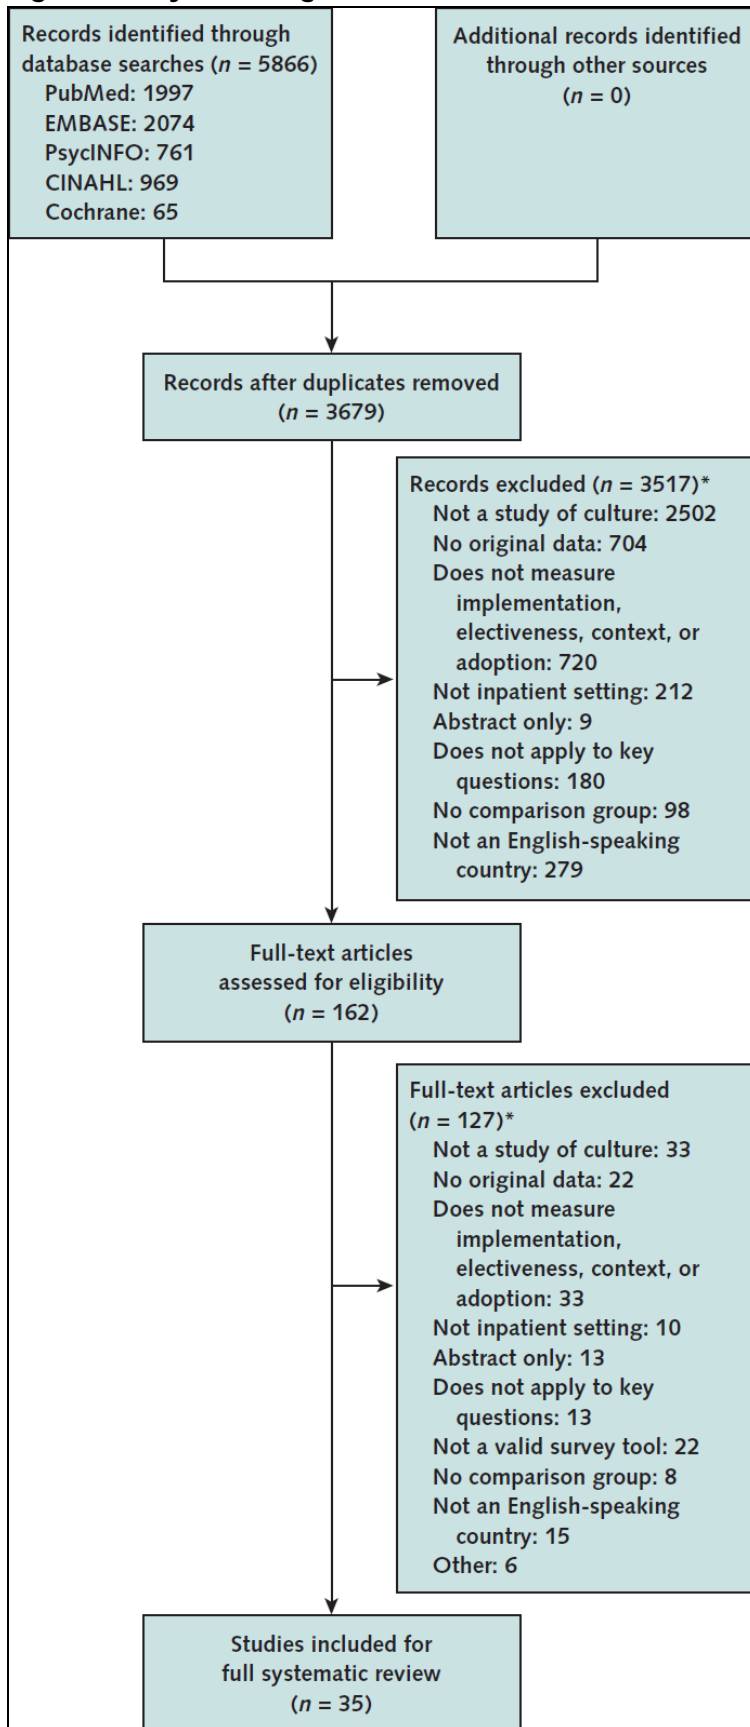 Records identified through
database searches (n = 5866)
PubMed: 1997
EMBASE: 2074
PsycINFO: 761
CINAHL: 969
Cochrane: 65
Additional records identified
through other sources
(n = 0)
Records after duplicates removed
(n = 3679)
Records excluded (n = 3517)*
Not a study of culture: 2502
No original data: 704
Does not measure
implementation,
electiveness, context, or
adoption: 720
Not inpatient setting: 212
Abstract only: 9
Does not apply to key
questions: 180
No comparison group: 98
Not an English-speaking
country: 279
Full-text articles
assessed for eligibility
(n = 162)
Full-text articles excluded
(n = 127)*
Not a study of culture: 33
No original data: 22
Does not measure
implementation,
electiveness, context, or
adoption: 33
Not inpatient setting: 10
Abstract only: 13
Does not apply to key
questions: 13
Not a valid survey tool: 22
No comparison group: 8
Not an English-speaking
country: 15
Other: 6
Studies included for
full systematic review
(n = 35)